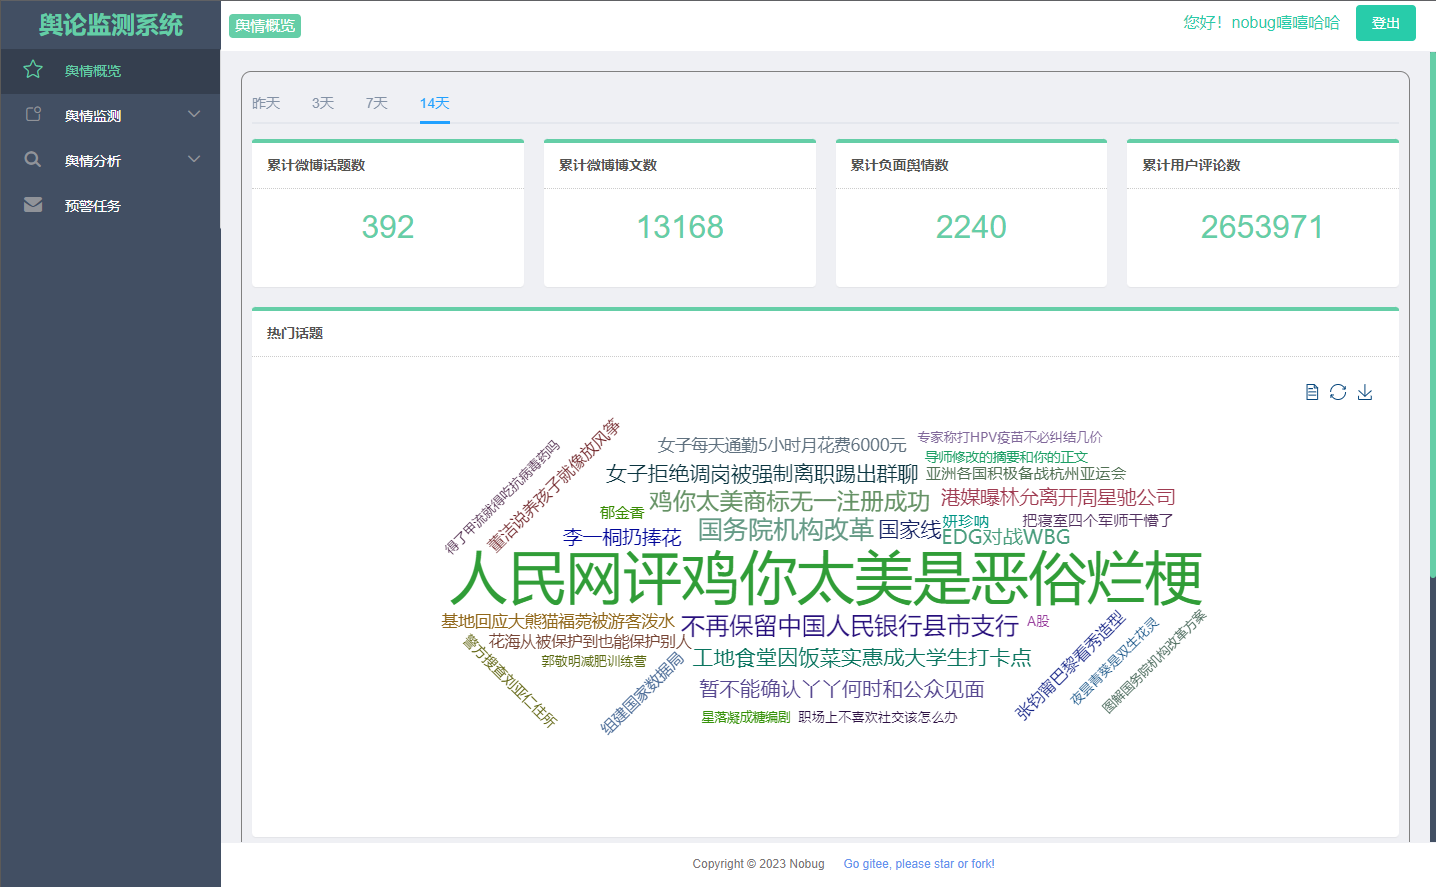 舆论监测系统
舆情概览
舆情监测
舆情分析
预警任务
舆情概览
您好！nobug嘻嘻哈哈
登出
昨天
3天
7天
14天
累计微博话题数
392
累计微博博文数
13168
累计负面舆情数
2240
累计用户评论数
2653971
热门话题
女子每天通勤5小时月花费6000元
专家称打HPV疫苗不必纠结几价
导师修改的摘要和你的正文
女子拒绝调岗被强制离职踢出群聊
亚洲各国积极备战杭州亚运会
得了甲流就得吃抗病毒药吗
董洁说养孩子就像放风筝
鸡你太美商标无一注册成功
港媒曝林允离开周星驰公司
郁金香
李一桐扔捧花
国务院机构改革
国家线
妍珍呐
把寝室四个军师干懵了
EDG对战WBG
人民网评鸡你太美是恶俗烂梗
基地回应大熊猫福菀被游客泼水
不再保留中国人民银行县市支行
A股
花海从被保护到也能保护别人
警方搜查刘亚仁住所
郭敬明减肥训练营
组建国家数据局
工地食堂因饭菜实惠成大学生打卡点
暂不能确认丫丫何时和公众见面
星落凝成糖编剧
职场上不喜欢社交该怎么办
张钧甯巴黎看秀造型
夜昙青葵是双生花灵
图解国务院机构改革方案
Copyright © 2023 Nobug
Go gitee, please star or fork!